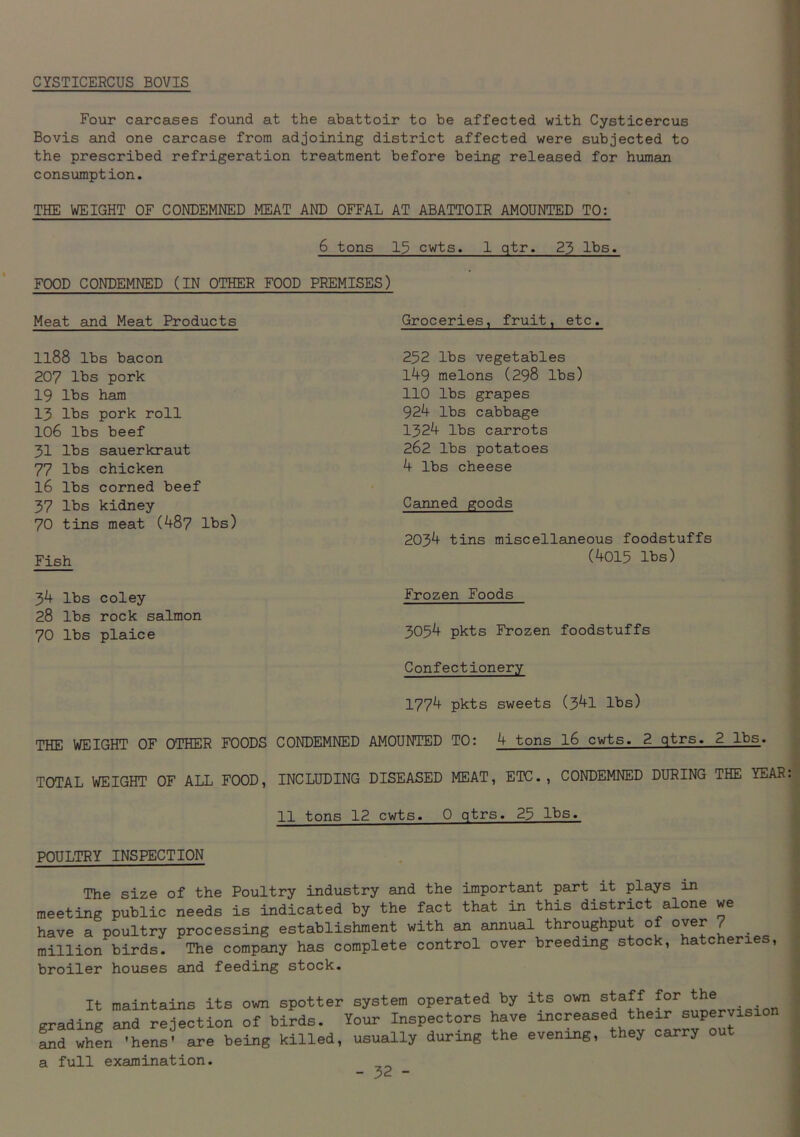 CYSTICERCUS BOVIS
Four carcases found at the abattoir to be affected with Cysticercus
Bovis and one carcase from adjoining district affected were subjected to
the prescribed refrigeration treatment before being released for human
consumption.
THE WEIGHT OF CONDEMNED MEAT AND OFFAL AT ABATTOIR AMOUNTED TO:
6 tons 15 cwts. 1 qtr. 23 lbs.
FOOD CONDEMNED (IN OTHER FOOD PREMISES)
Meat and Meat Products
1188 lbs bacon
207 lbs pork
19 lbs ham
13 lbs pork roll
106 lbs beef
31 lbs sauerkraut
77 lbs chicken
16 lbs corned beef
37 lbs kidney
70 tins meat (487 lbs)
Fish
34 lbs coley
28 lbs rock salmon
70 lbs plaice
Groceries, fruit, etc.
252 lbs vegetables
149 melons (298 lbs)
110 lbs grapes
924 lbs cabbage
1324 lbs carrots
262 lbs potatoes
4 lbs cheese
Canned goods
2034 tins miscellaneous foodstuffs
(4015 lbs)
Frozen Foods
3054 pkts Frozen foodstuffs
Confectionery
1774 pkts sweets (341 lbs)
THE WEIGHT OF OTHER FOODS CONDEMNED AMOUNTED TO: 4 tons 16 cwts. 2 qtrs. 2 lbs.
TOTAL WEIGHT OF ALL FOOD, INCLUDING DISEASED MEAT, ETC., CONDEMNED DURING THE YEAR:
11 tons 12 cwts. 0 qtrs. 25 lbs.
POULTRY INSPECTION
The size of the Poultry industry and the important part it plays in
meeting public needs is indicated by the fact that in this district alone we
have a poultry processing establishment with an annual throughput of over 7
million birds. The company has complete control over breeding stock, hatcheries,
broiler houses and feeding stock.
It maintains its own spotter system operated by its own staff for the
grading and rejection of birds. Your Inspectors have increased their supervision
and when 'hens' are being killed, usually during the evening, they carry out
a full examination.
- 32 -